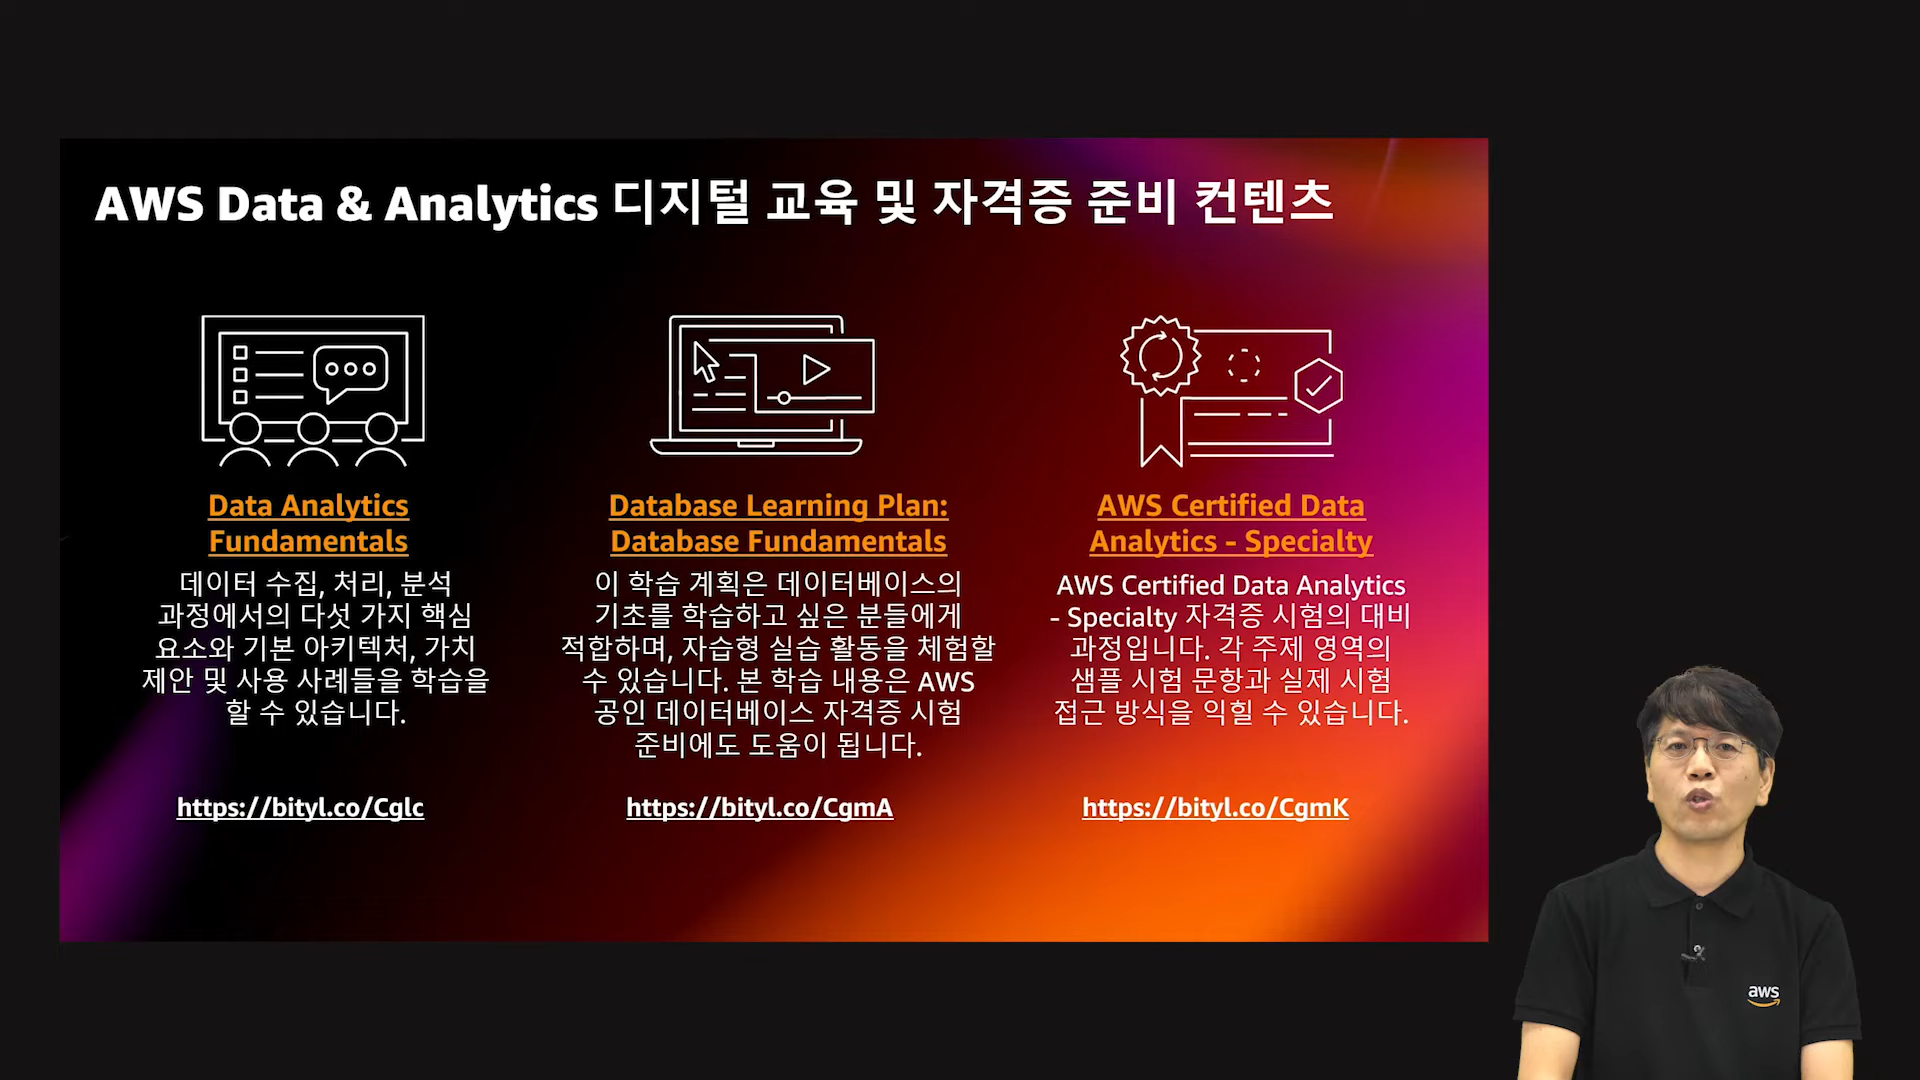 AWS Data & Analytics 디지털 교육 및 자격증 준비 컨텐츠
Data Analytics
Fundamentals
데이터 수집, 처리, 분석
과정에서의 다섯 가지 핵심
요소와 기본 아키텍처, 가치
제안 및 사용 사례들을 학습을
할 수 있습니다.
https://bityl.co/Cglc
Database Learning Plan:
Database Fundamentals
이 학습 계획은 데이터베이스의
기초를 학습하고 싶은 분들에게
적합하며, 자습형 실습 활동을 체험할
수 있습니다. 본 학습 내용은 AWS
공인 데이터베이스 자격증 시험
준비에도 도움이 됩니다.
https://bityl.co/CgmA
AWS Certified Data
Analytics - Specialty
AWS Certified Data Analytics
- Specialty 자격증 시험의 대비
과정입니다. 각 주제 영역의
샘플 시험 문항과 실제 시험
접근 방식을 익힐 수 있습니다.
https://bityl.co/CgmK
aws